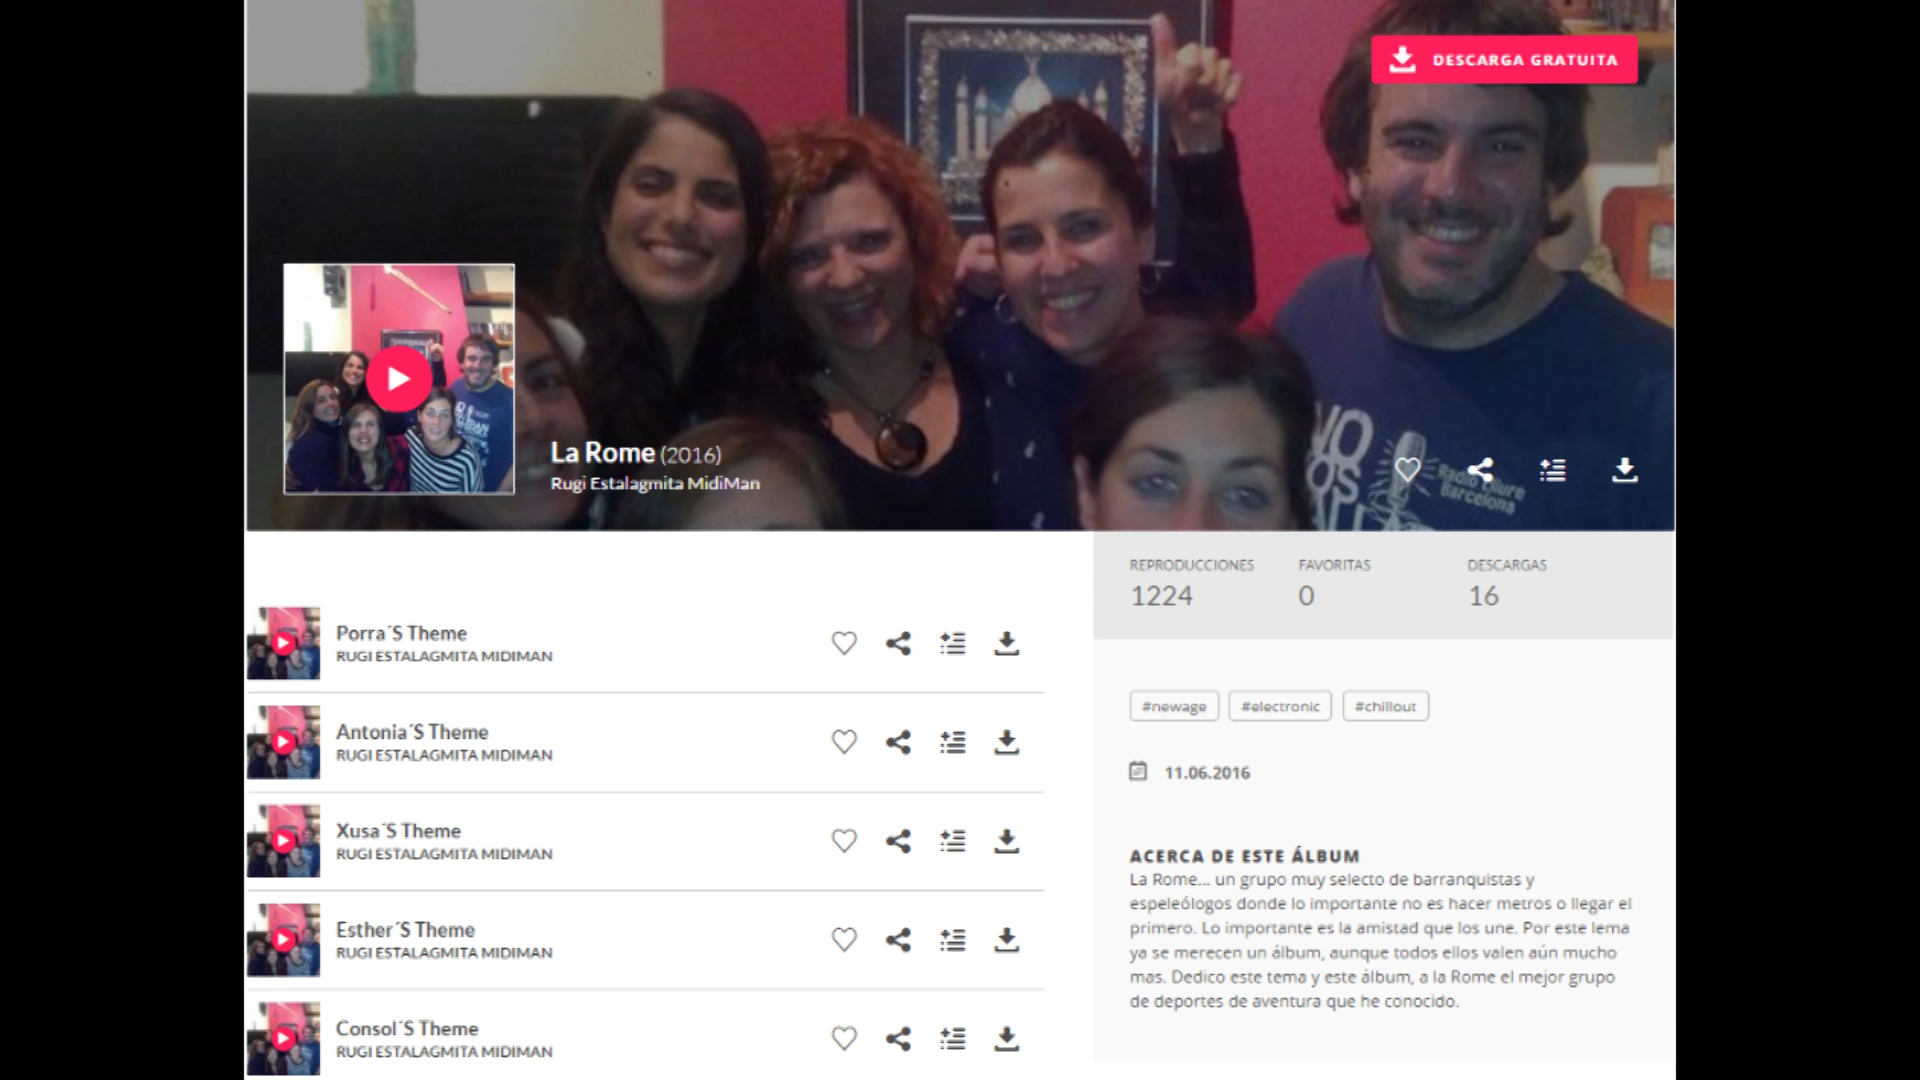 DESCARGA GRATUITA
La Rome (2016)
Rugi Estalagmita MidiMan
Radio
Barcelona
REPRODUCCIONES FAVORITAS DESCARGAS
1224 0 16
Porra´S Theme
RUGI ESTALAGMITA MIDIMAN
Antonia´S Theme
RUGI ESTALAGMITA MIDIMAN
Xusa´S Theme
RUGI ESTALAGMITA MIDIMAN
Esther´S Theme
RUGI ESTALAGMITA MIDIMAN
Consol´S Theme
RUGI ESTALAGMITA MIDIMAN
#newage #electronic #chillout
11.06.2016
ACERCA DE ESTE ÁLBUM
La Rome... un grupo muy selecto de barranquistas y
espeleólogos donde lo importante no es hacer metros o llegar el
primero. Lo importante es la amistad que los une. Por este lema
ya se merecen un álbum, aunque todos ellos valen aún mucho
mas. Dedico este tema y este álbum, a la Rome el mejor grupo
de deportes de aventura que he conocido.